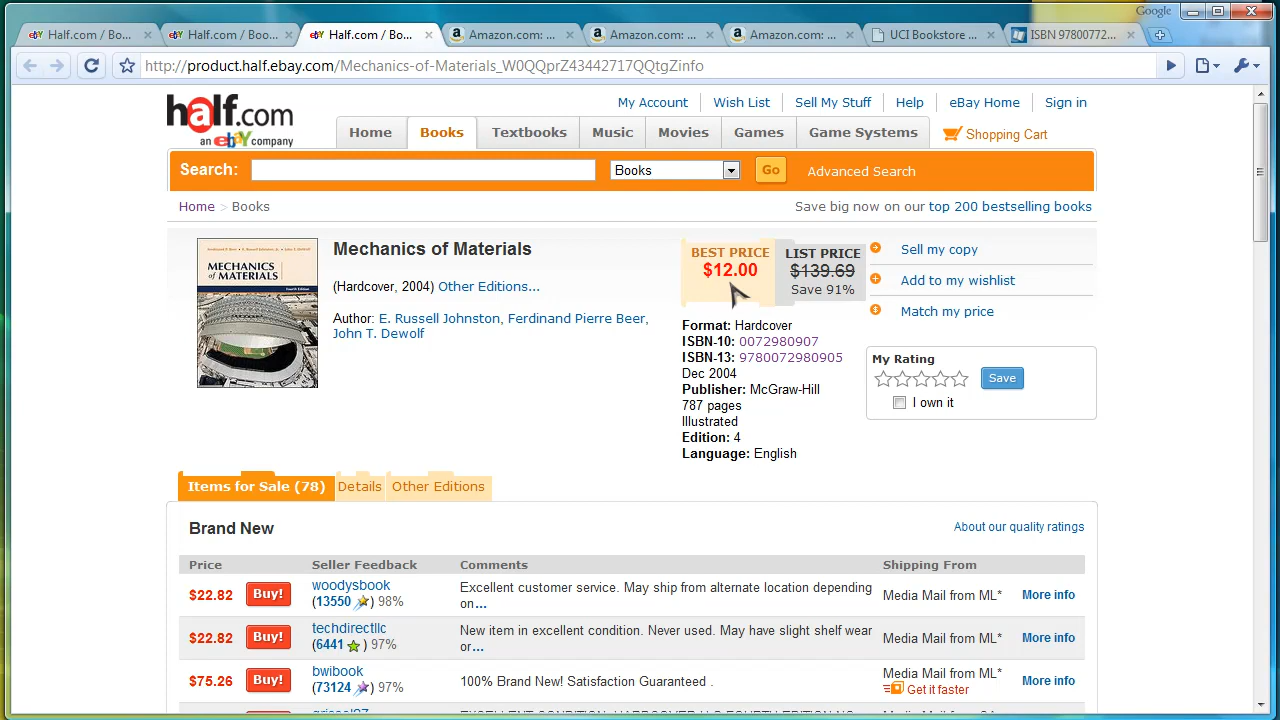 Google
Half.com / Bo...
Half.com / Boo...
Half.com / Bo...
Amazon.com: ...
Amazon.com: ...
Amazon.com: ...
UCI Bookstore
ISBN 97800772...
http://product.half.ebay.com/Mechanics-of-Materials_W0QQprZ43442717QQtgZinfo
half.com
an ebay company
My Account
Wish List
Sell My Stuff
Help
eBay Home
Sign in
Home
Books
Textbooks
Music
Movies
Games
Game Systems
Shopping Cart
Search:
Books
Go
Advanced Search
Home > Books
Save big now on our top 200 bestselling books
MECHANICS
of MATERIALS
Mechanics of Materials
(Hardcover, 2004) Other Editions...
Author: E. Russell Johnston, Ferdinand Pierre Beer,
John T. Dewolf
BEST PRICE
$12.00
LIST PRICE
$139.69
Save 91%
Format: Hardcover
ISBN-10: 0072980907
ISBN-13: 9780072980905
Dec 2004
Publisher: McGraw-Hill
787 pages
Illustrated
Edition: 4
Language: English
Sell my copy
Add to my wishlist
Match my price
My Rating
Save
I own it
Items for Sale (78)
Details
Other Editions
Brand New
About our quality ratings
Price
Seller Feedback
Comments
Shipping From
$22.82
Buy!
woodysbook
(13550 ) 98%
Excellent customer service. May ship from alternate location depending
on...
Media Mail from ML*
More info
$22.82
Buy!
techdirectllc
(6441 ) 97%
New item in excellent condition. Never used. May have slight shelf wear
or...
Media Mail from ML*
More info
$75.26
Buy!
bwibook
(73124 ) 97%
100% Brand New! Satisfaction Guaranteed .
Media Mail from ML*
Get it faster
More info